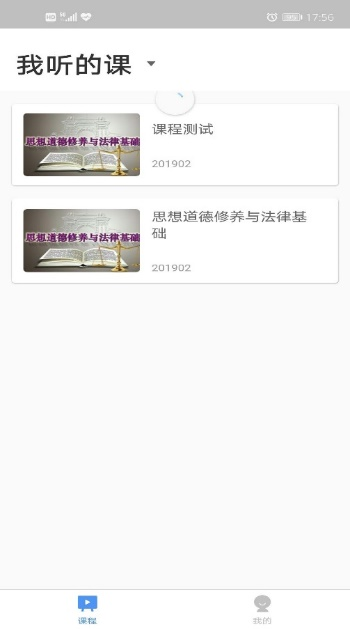 17:56
我听的课
思想道德修养与法律基础
课程测试
201902
思想道德修养与法律基础
思想道德修养与法律基
础
201902
课程
我的